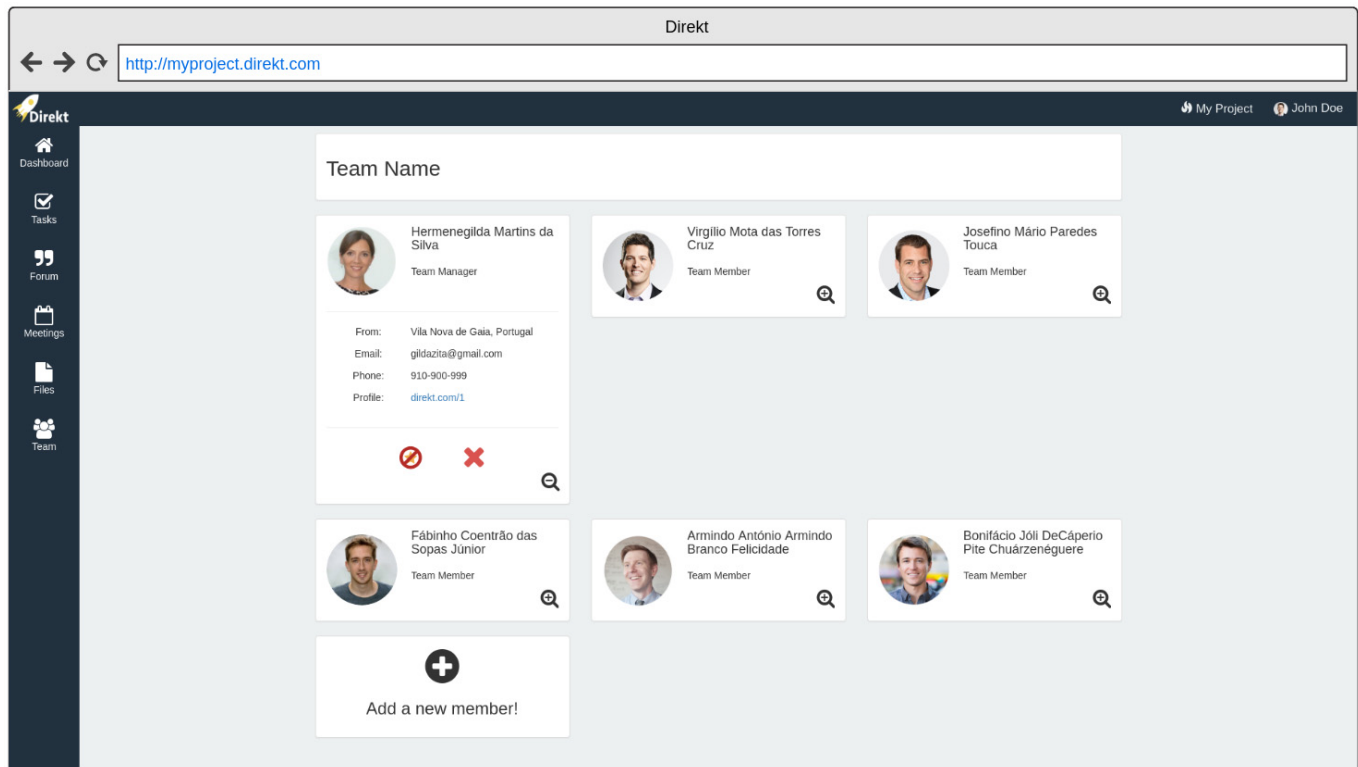 Direkt
http://myproject.direkt.com
Direkt
My Project
John Doe
Dashboard
Tasks
Forum
Meetings
Files
Team
Team Name
Hermenegilda Martins da
Silva
Team Manager
From: Vila Nova de Gaia, Portugal
Email: gildazita@gmail.com
Phone: 910-900-999
Profile: direkt.com/1
Virgílio Mota das Torres
Cruz
Team Member
Josefino Mário Paredes
Touca
Team Member
Fábinho Coentrão das
Sopas Júnior
Team Member
Armindo António Armindo
Branco Felicidade
Team Member
Bonifácio Jóli DeCáperio
Pite Chuárzenéguere
Team Member
Add a new member!